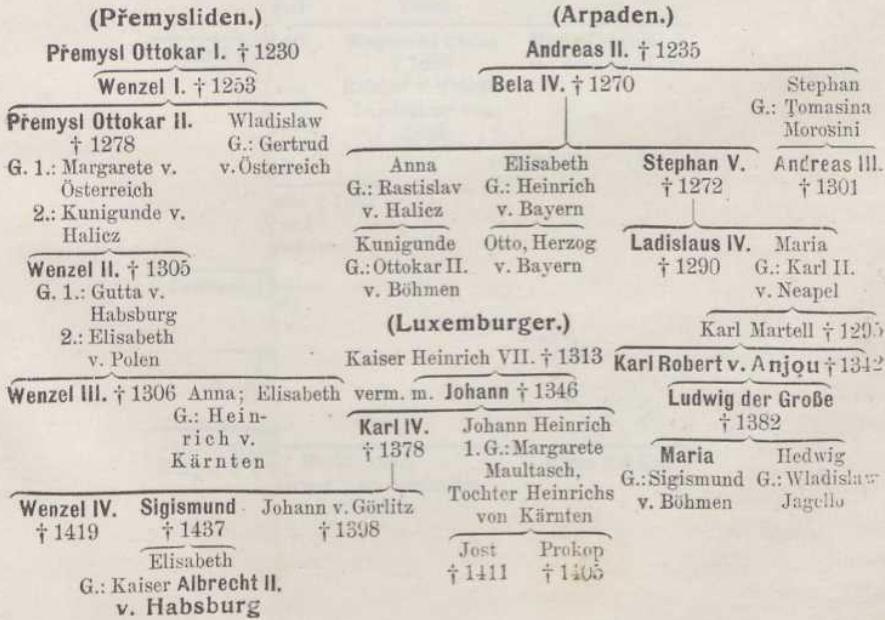 (Přemysliden.)
Přemysl Ottokar I. † 1230
Wenzel I. † 1253
Přemysl Ottokar II.
† 1278
G. 1.: Margarete v.
Österreich
2.: Kunigunde v.
Halicz
Wladislaw
G.: Gertrud
v. Österreich
Wenzel II. † 1305
G. 1.: Gutta v.
Habsburg
2.: Elisabeth
v. Polen
Wenzel III. † 1306 Anna; Elisabeth verm. m. Johann † 1346
G.: Hein-
rich v.
Kärnten
(Arpaden.)
Andreas II. † 1235
Bela IV. † 1270
Stephan
G.: Tomasina
Morosini
Anna
G.: Rastislav
v. Halicz
Elisabeth
G.: Heinrich
v. Bayern
Stephan V.
† 1272
Andreas III.
† 1301
Kunigunde
G.: Ottokar II.
v. Böhmen
Otto, Herzog
v. Bayern
Ladislaus IV.
† 1290
Maria
G.: Karl II.
v. Neapel
Karl Martell † 1295
Karl Robert v. Anjou † 1342
Ludwig der Große
† 1382
Maria
G.: Sigismund
v. Böhmen
Hedwig
G.: Wladislaw
Jagello
(Luxemburger.)
Kaiser Heinrich VII. † 1313
Karl IV.
† 1378
Johann Heinrich
1. G.: Margarete
Maultasch,
Tochter Heinrichs
von Kärnten
Wenzel IV.
† 1419
Sigismund
† 1437
Johann v. Görlitz
† 1398
Jost
† 1411
Prokop
† 1405
Elisabeth
G.: Kaiser Albrecht II.
v. Habsburg